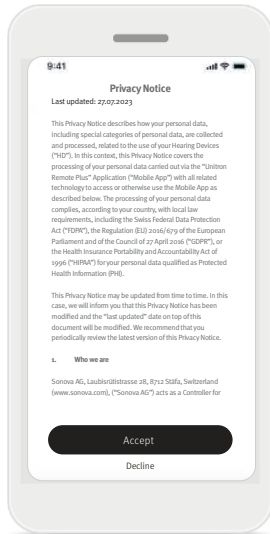 9:41
Privacy Notice
Last updated: 27.07.2023
This Privacy Notice describes how your personal data,
including special categories of personal data, are collected
and processed, related to the use of your Hearing Devices
("HD"). In this context, this Privacy Notice covers the
processing of your personal data carried out via the "Unitron
Remote Plus" Application ("Mobile App") with all related
technology to access or otherwise use the Mobile App as
described below. The processing of your personal data
complies, according to your country, with local law
requirements, including the Swiss Federal Data Protection
Act ("FDPA"), the Regulation (EU) 2016/679 of the European
Parliament and of the Council of 27 April 2016 ("GDPR"), or
the Health Insurance Portability and Accountability Act of
1996 ("HIPAA") for your personal data qualified as Protected
Health Information (PHI).
This Privacy Notice may be updated from time to time. In this
case, we will inform you that this Privacy Notice has been
modified and the "last updated" date on top of this
document will be modified. We recommend that you
periodically review the latest version of this Privacy Notice.
1. Who we are
Sonova AG, Laubisrütistrasse 28, 8712 Stäfa, Switzerland
(www.sonova.com), ("Sonova AG") acts as a Controller for
Accept
Decline